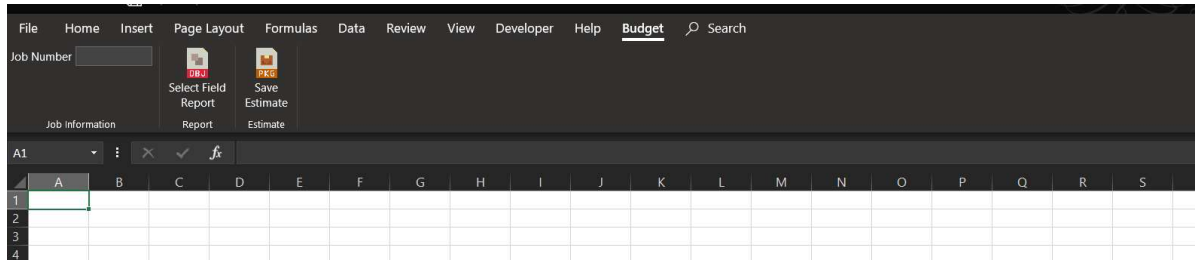 File Home Insert Page Layout Formulas Data Review View Developer Help Budget Search
Job Number
DBJ PKG
Select Field Save
Report Estimate
Job Information Report Estimate
A1 fx
A B C D E F G H I J K L M N O P Q R S
1
2
3
4